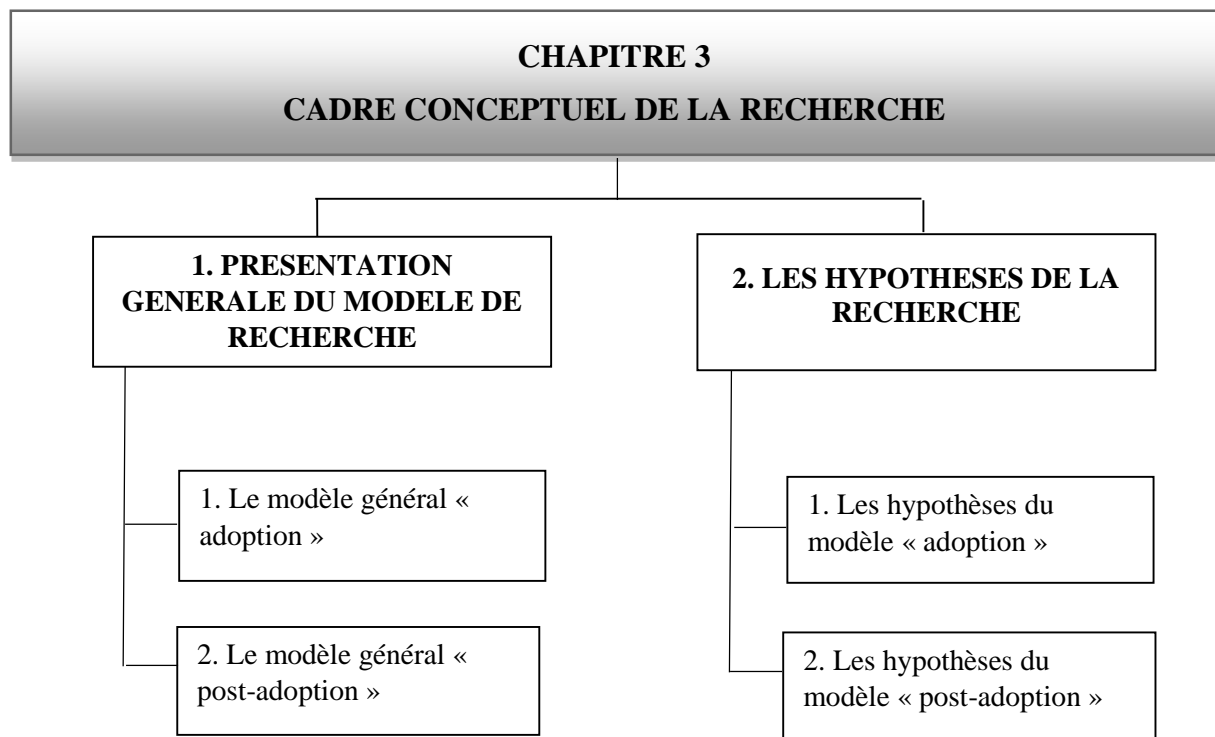 CHAPITRE 3
CADRE CONCEPTUEL DE LA RECHERCHE
1. PRESENTATION
GENERALE DU MODELE DE
RECHERCHE
1. Le modèle général «
adoption »
2. Le modèle général «
post-adoption »
2. LES HYPOTHESES DE LA
RECHERCHE
1. Les hypothèses du
modèle « adoption »
2. Les hypothèses du
modèle « post-adoption »